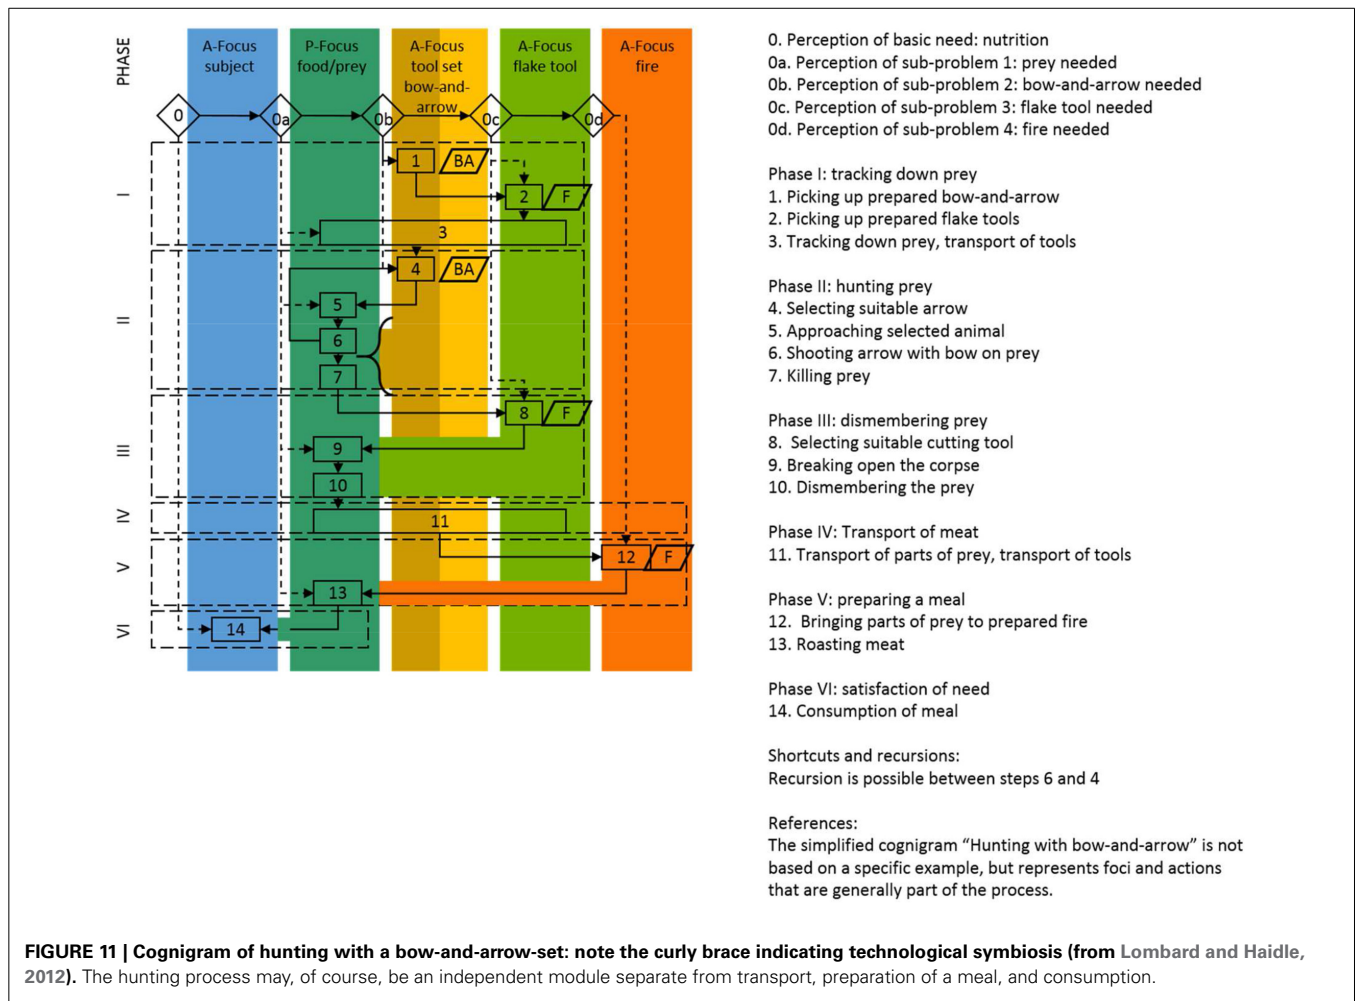 PHASE
A-Focus
subject
P-Focus
food/prey
A-Focus
tool set
bow-and-
arrow
A-Focus
flake tool
A-Focus
fire
0
0a
0b
0c
0d
I
1
BA
2
F
3
II
4
BA
5
6
7
III
8
F
9
10
IV
11
V
12
F
13
VI
14
0. Perception of basic need: nutrition
0a. Perception of sub-problem 1: prey needed
0b. Perception of sub-problem 2: bow-and-arrow needed
0c. Perception of sub-problem 3: flake tool needed
0d. Perception of sub-problem 4: fire needed
Phase I: tracking down prey
1. Picking up prepared bow-and-arrow
2. Picking up prepared flake tools
3. Tracking down prey, transport of tools
Phase II: hunting prey
4. Selecting suitable arrow
5. Approaching selected animal
6. Shooting arrow with bow on prey
7. Killing prey
Phase III: dismembering prey
8.  Selecting suitable cutting tool
9. Breaking open the corpse
10. Dismembering the prey
Phase IV: Transport of meat
11. Transport of parts of prey, transport of tools
Phase V: preparing a meal
12.  Bringing parts of prey to prepared fire
13. Roasting meat
Phase VI: satisfaction of need
14. Consumption of meal
Shortcuts and recursions:
Recursion is possible between steps 6 and 4
References:
The simplified cognigram “Hunting with bow-and-arrow” is not
based on a specific example, but represents foci and actions
that are generally part of the process.
FIGURE 11 | Cognigram of hunting with a bow-and-arrow-set: note the curly brace indicating technological symbiosis (from Lombard and Haidle,
2012). The hunting process may, of course, be an independent module separate from transport, preparation of a meal, and consumption.